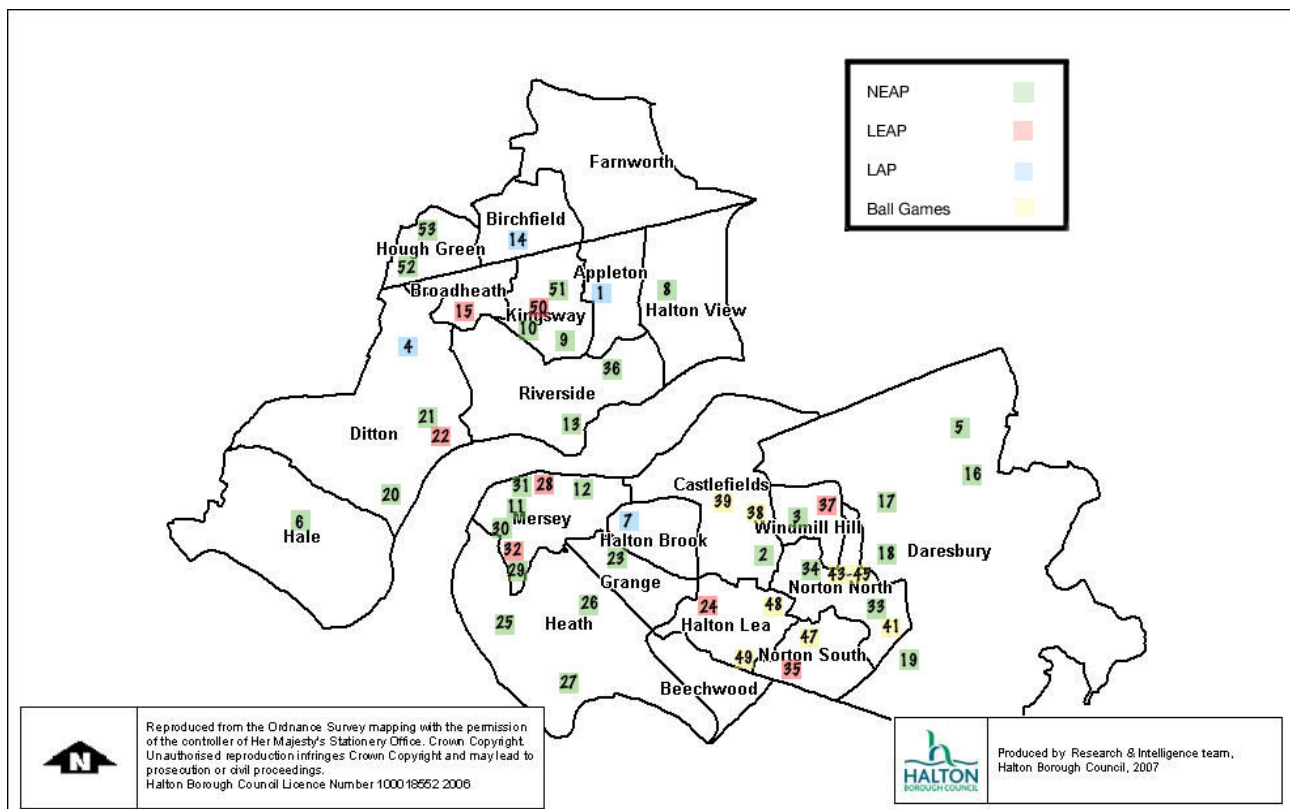 NEAP
LEAP
LAP
Ball Games
Farnworth
Birchfield
14
53
Hough Green
52
Appleton
1
Broadheath
15
51
50
Kingsway
10
9
8
Halton View
4
36
Riverside
13
21
22
Ditton
20
6
Hale
5
16
17
18
Daresbury
Castlefields
39
38
37
3
Windmill Hill
31
28
12
11
Mersey
30
32
29
7
Halton Brook
23
Grange
2
34
43-45
Norton North
33
41
19
24
48
Halton Lea
47
49
Norton South
35
26
25
Heath
27
Beechwood
N
Reproduced from the Ordnance Survey mapping with the permission
of the controller of Her Majesty's Stationery Office. Crown Copyright.
Unauthorised reproduction infringes Crown Copyright and may lead to
prosecution or civil proceedings.
Halton Borough Council Licence Number 100018552 2006
HALTON
BOROUGH COUNCIL
Produced by Research & Intelligence team,
Halton Borough Council, 2007